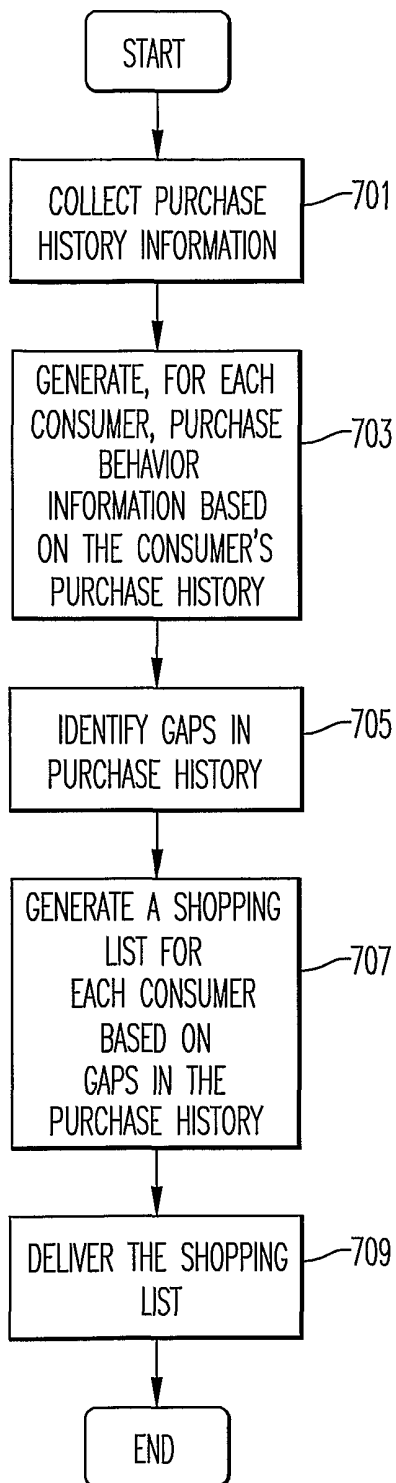 START
COLLECT PURCHASE
HISTORY INFORMATION
701
GENERATE, FOR EACH
CONSUMER, PURCHASE
BEHAVIOR
INFORMATION BASED
ON THE CONSUMER'S
PURCHASE HISTORY
703
IDENTIFY GAPS IN
PURCHASE HISTORY
705
GENERATE A SHOPPING
LIST FOR
EACH CONSUMER
BASED ON
GAPS IN THE
PURCHASE HISTORY
707
DELIVER THE SHOPPING
LIST
709
END